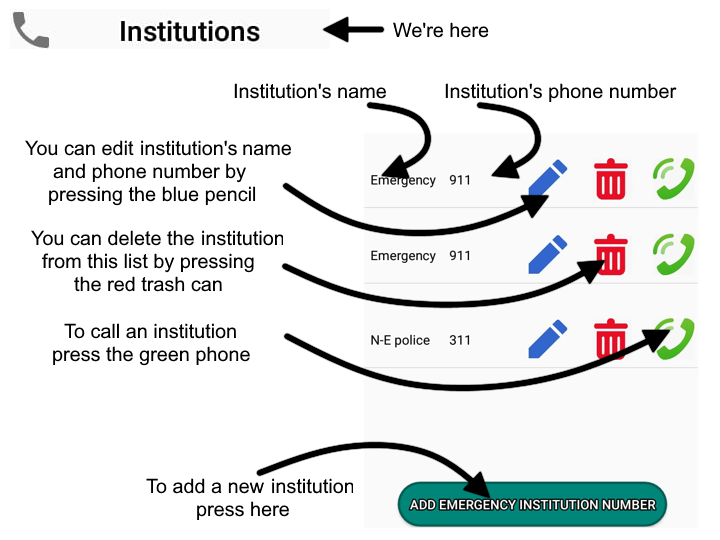 Institutions
We're here
Institution's name
Institution's phone number
You can edit institution's name
and phone number by
pressing the blue pencil
Emergency 911
You can delete the institution
from this list by pressing
the red trash can
Emergency 911
To call an institution
press the green phone
N-E police 311
To add a new institution
press here
ADD EMERGENCY INSTITUTION NUMBER